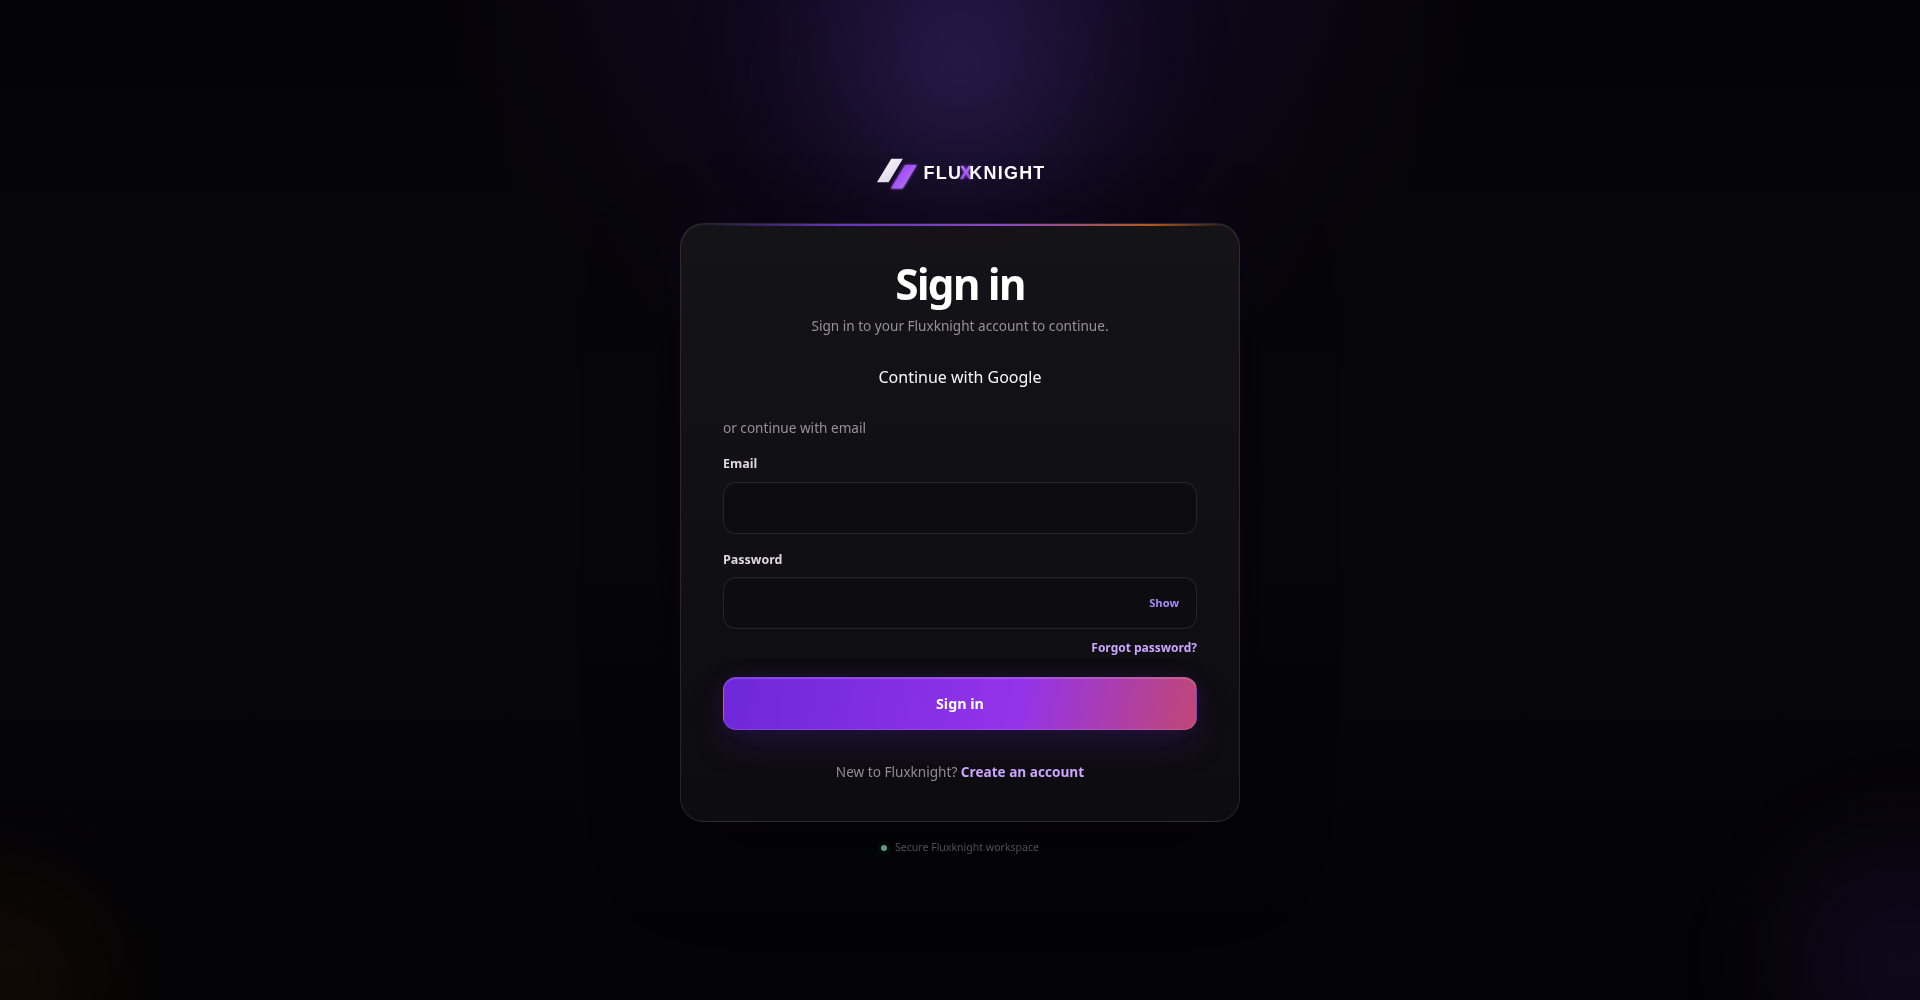 FLUXKNIGHT
Sign in
Sign in to your Fluxknight account to continue.
Continue with Google
or continue with email
Email
Password
Show
Forgot password?
Sign in
New to Fluxknight? Create an account
Secure Fluxknight workspace